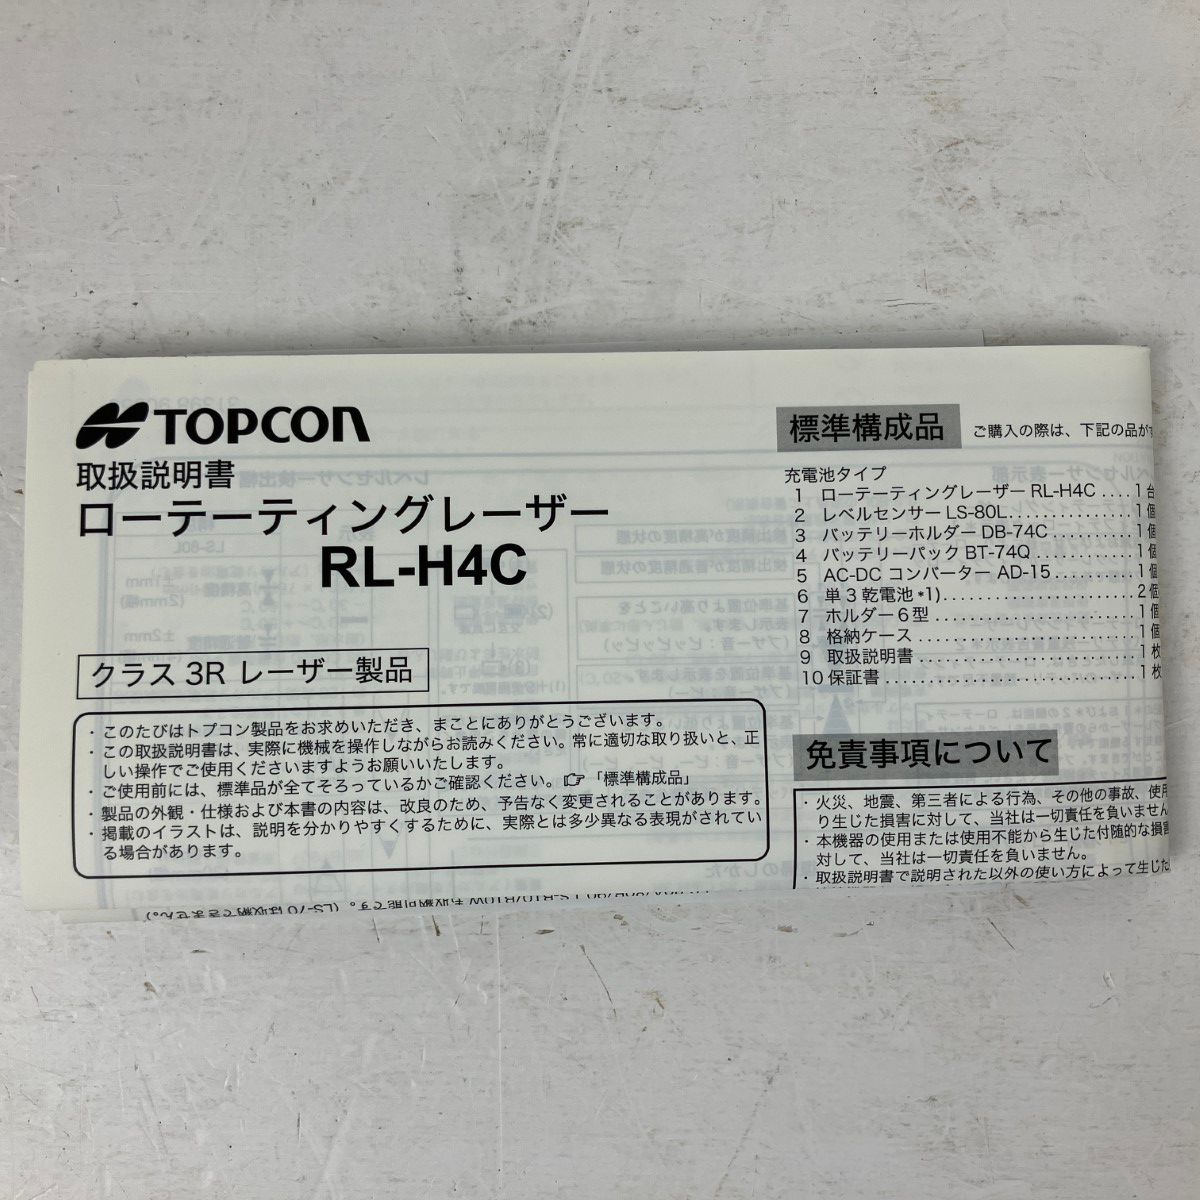 TOPCON
取扱説明書
ローテーティングレーザー
RL-H4C
クラス 3R レーザー製品
・このたびはトプコン製品をお求めいただき、まことにありがとうございます。
・この取扱説明書は、実際に機械を操作しながらお読みください。常に適切な取り扱いと、正
しい操作でご使用くださいますようお願いいたします。
・ご使用前には、標準品が全てそろっているかご確認ください。☞「標準構成品」
・製品の外観・仕様および本書の内容は、改良のため、予告なく変更されることがあります。
・掲載のイラストは、説明を分かりやすくするために、実際とは多少異なる表現がされてい
る場合があります。
標準構成品 ご購入の際は、下記の品が
充電池タイプ
1 ローテーティングレーザー RL-H4C .... 1 台
2 レベルセンサー LS-80L............... 1 個
3 バッテリーホルダー DB-74C........... 1 個
4 バッテリーパック BT-74Q ............ 1 個
5 AC-DC コンバーター AD-15........... 1 個
6 単 3 乾電池 *1)....................... 2 個
7 ホルダー 6 型......................... 1 個
8 格納ケース........................... 1 個
9 取扱説明書........................... 1 枚
10 保証書............................... 1 枚
免責事項について
・火災、地震、第三者による行為、その他の事故、使用
り生じた損害に対して、当社は一切責任を負いません
・本機器の使用または使用不能から生じた付随的な損害
対して、当社は一切責任を負いません。
・取扱説明書で説明された以外の使い方によって生じた